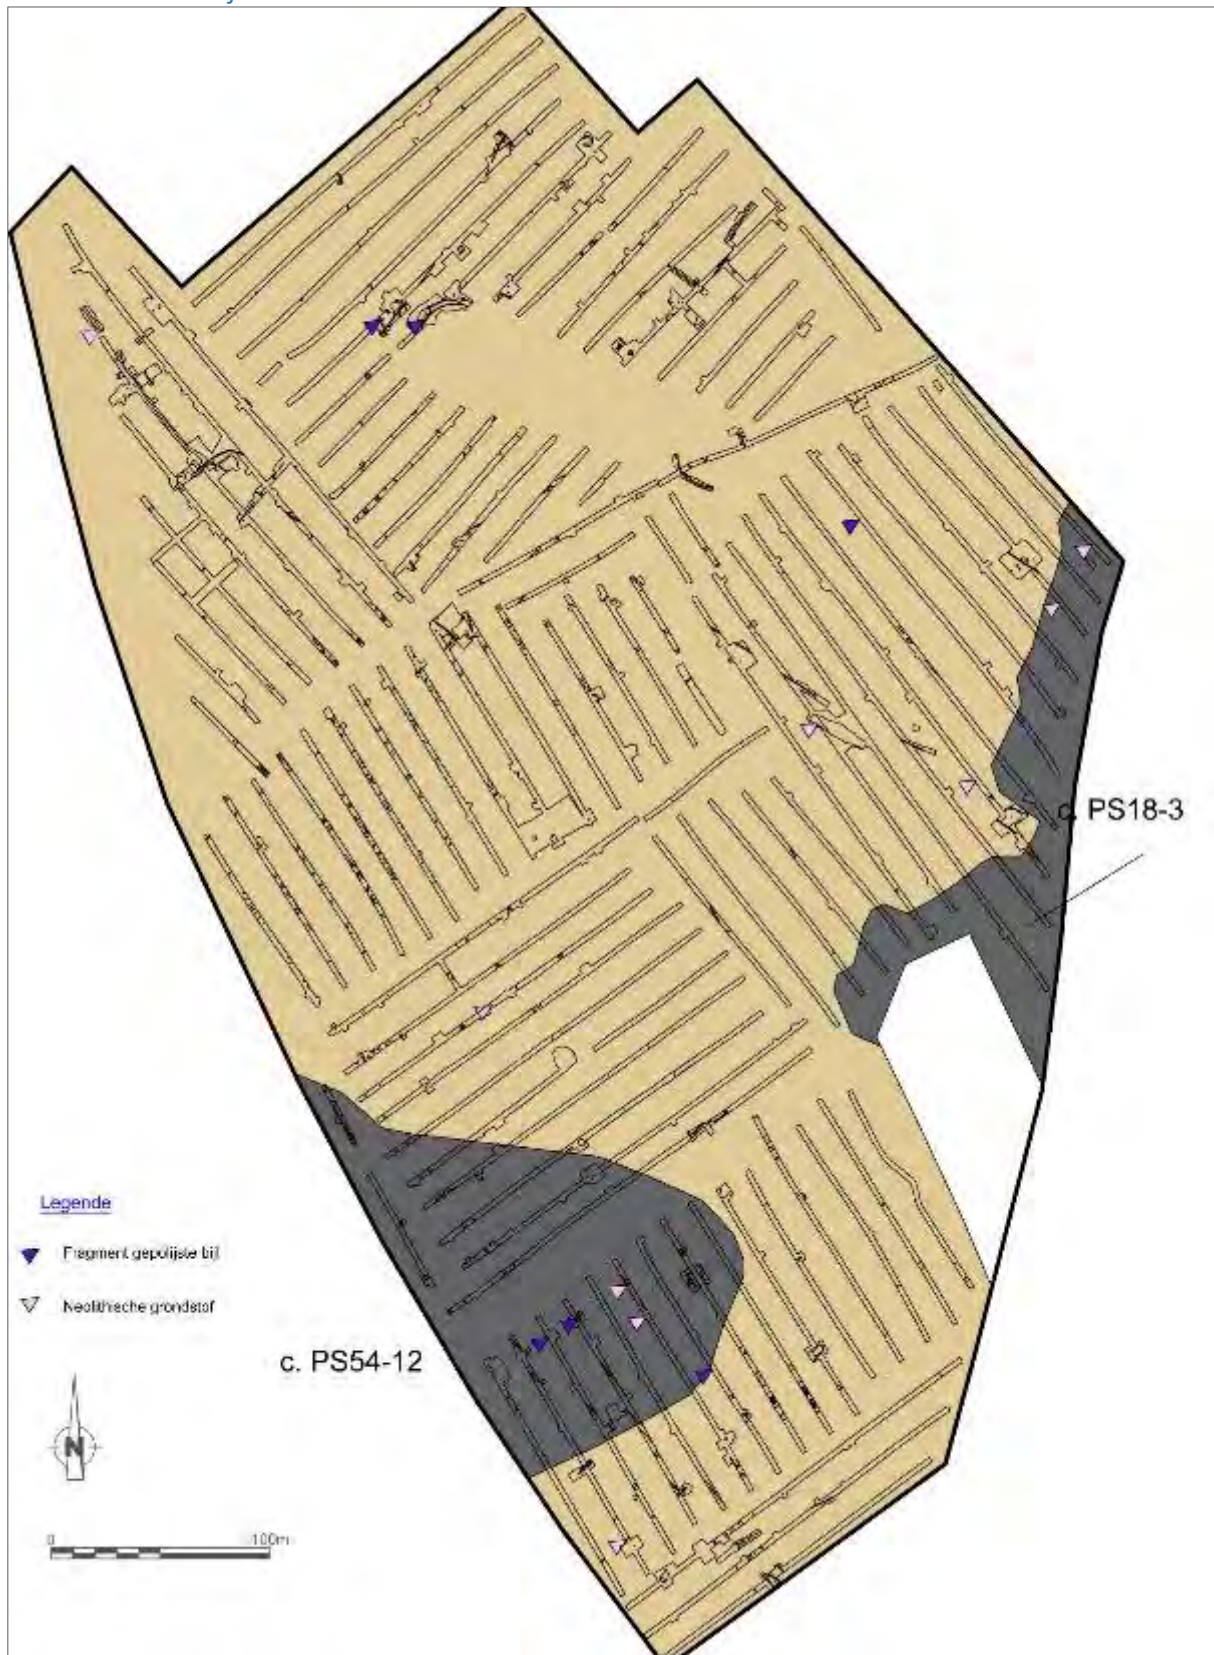 c. PS18-3
Legende
Fragment gepolijste bijl
Neolithische grondstof
c. PS54-12
N
0 100m